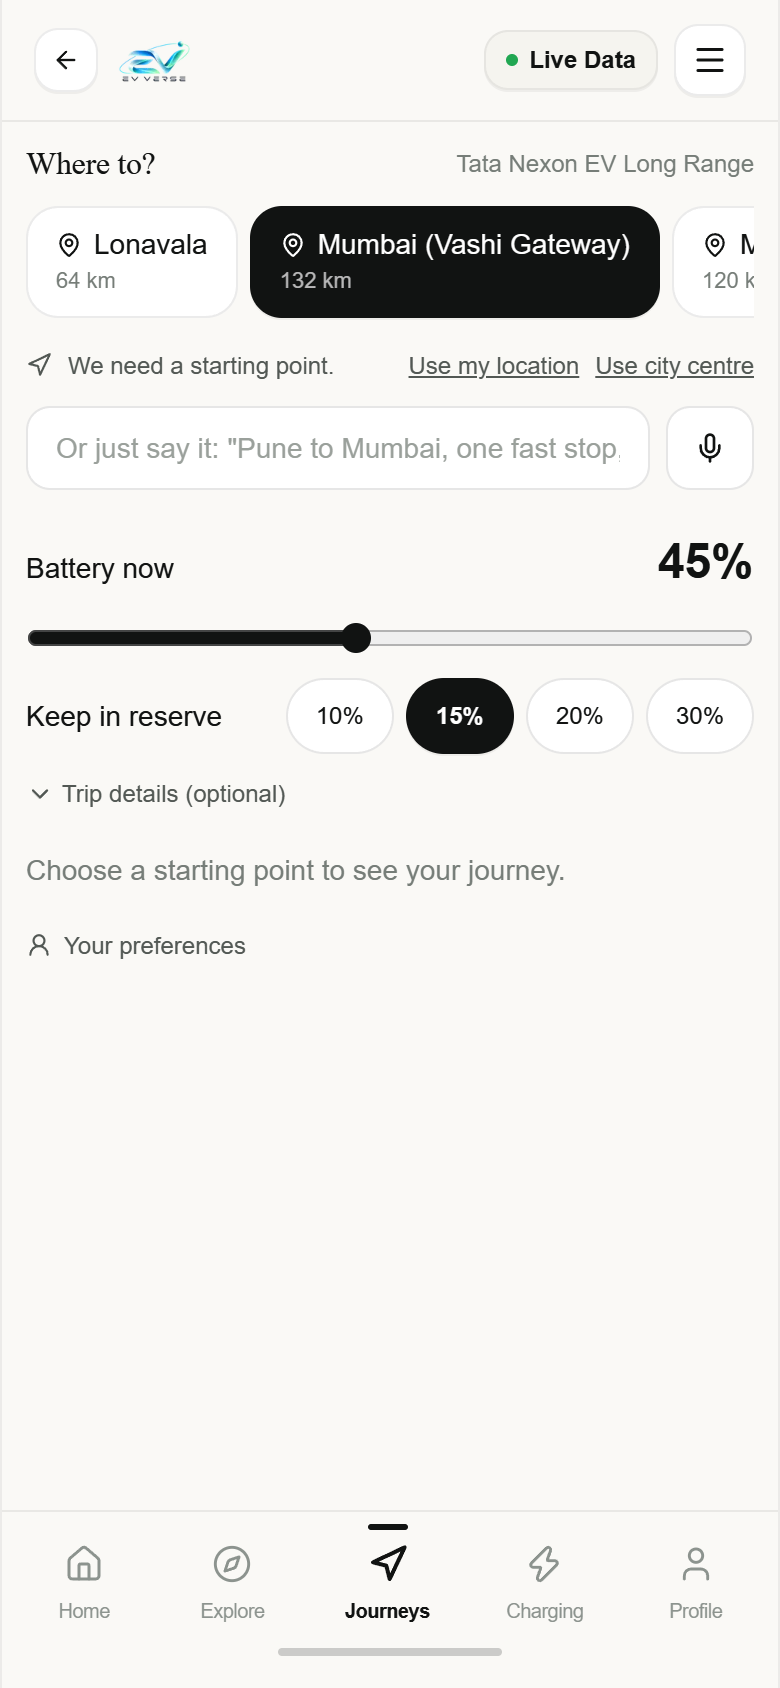 EV VERSE
Live Data
Where to?
Tata Nexon EV Long Range
Lonavala
64 km
Mumbai (Vashi Gateway)
132 km
M
120 k
We need a starting point.
Use my location
Use city centre
Or just say it: "Pune to Mumbai, one fast stop,
Battery now
45%
Keep in reserve
10%
15%
20%
30%
Trip details (optional)
Choose a starting point to see your journey.
Your preferences
Home
Explore
Journeys
Charging
Profile